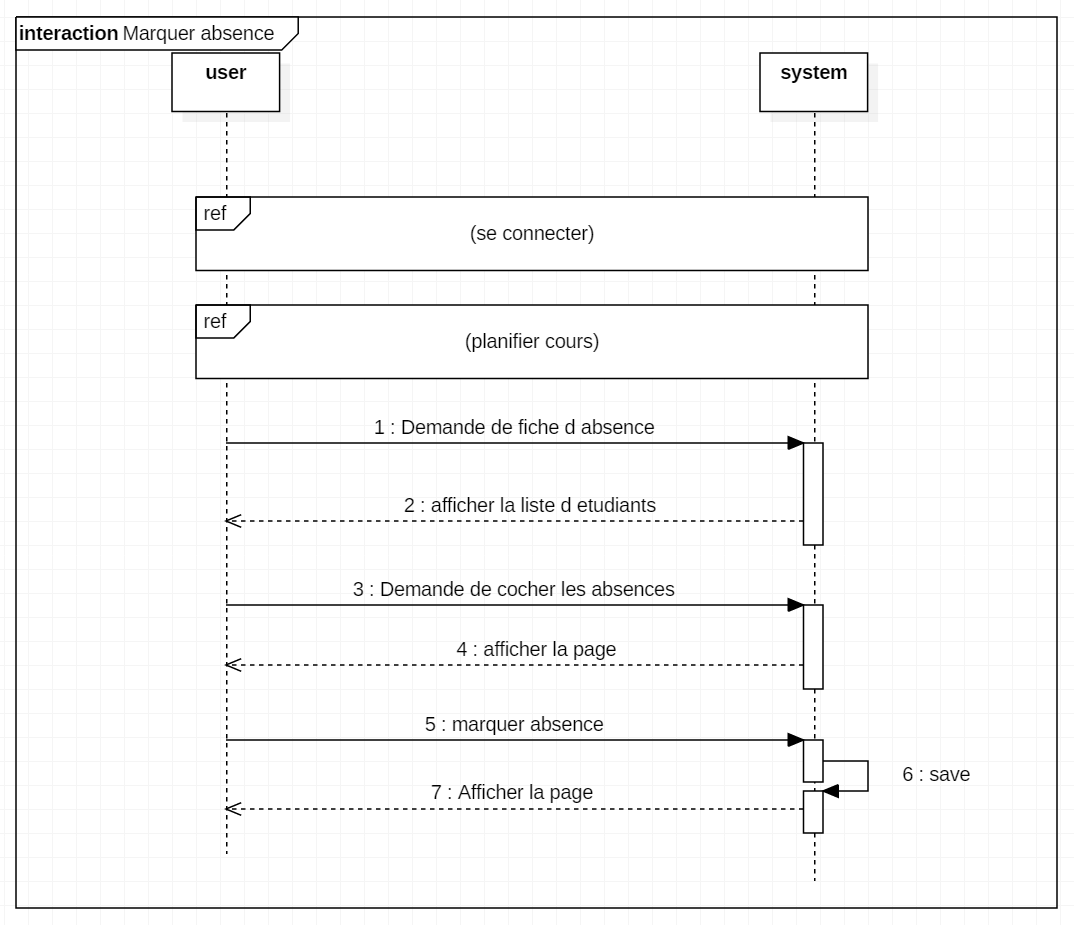 interaction Marquer absence
user
system
ref
(se connecter)
ref
(planifier cours)
1 : Demande de fiche d absence
2 : afficher la liste d etudiants
3 : Demande de cocher les absences
4 : afficher la page
5 : marquer absence
6 : save
7 : Afficher la page